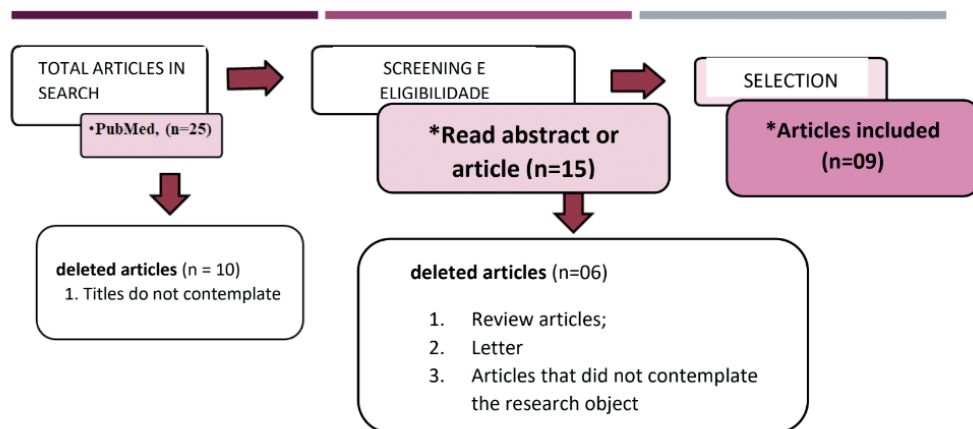 TOTAL ARTICLES IN
SEARCH
•PubMed, (n=25)
deleted articles (n = 10)
1. Titles do not contemplate
SCREENING E
ELIGIBILIDADE
*Read abstract or
article (n=15)
deleted articles (n=06)
1. Review articles;
2. Letter
3. Articles that did not contemplate
the research object
SELECTION
*Articles included
(n=09)